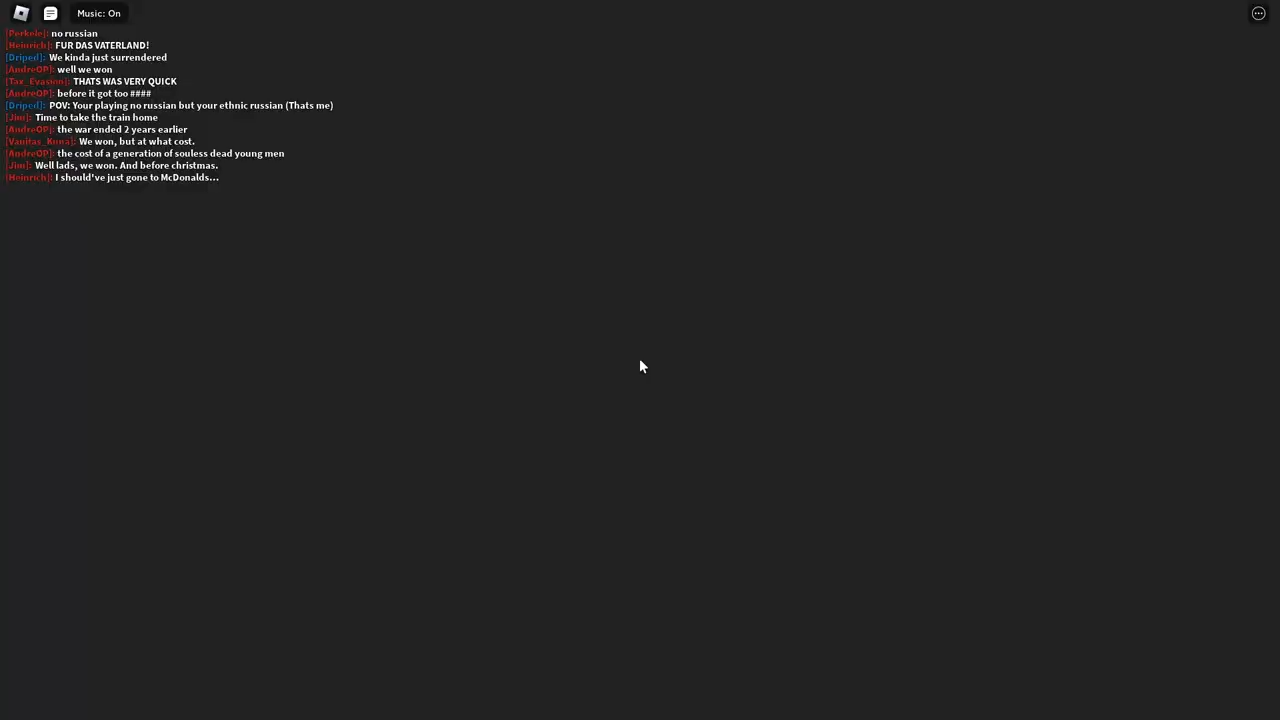 Music: On
[Perkele]: no russian
[Heinrich]: FUR DAS VATERLAND!
[Driped]: We kinda just surrendered
[AndreOP]: well we won
[Tax_Evasion]: THATS WAS VERY QUICK
[AndreOP]: before it got too ####
[Driped]: POV: Your playing no russian but your ethnic russian (Thats me)
[Jim]: Time to take the train home
[AndreOP]: the war ended 2 years earlier
[Vanitas_Kuna]: We won, but at what cost.
[AndreOP]: the cost of a generation of souless dead young men
[Jim]: Well lads, we won. And before christmas.
[Heinrich]: I should've just gone to McDonalds...